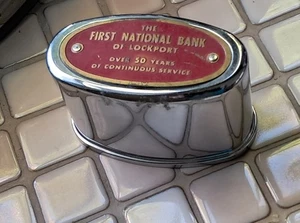 THE
FIRST NATIONAL BANK
OF LOCKPORT
OVER 50 YEARS
OF CONTINUOUS SERVICE